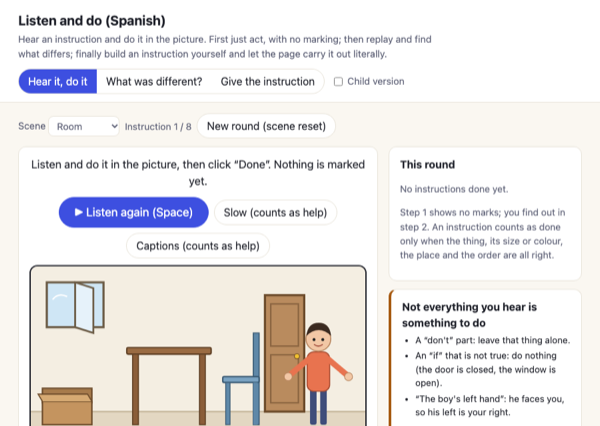 Listen and do (Spanish)
Hear an instruction and do it in the picture. First just act, with no marking; then replay and find
what differs; finally build an instruction yourself and let the page carry it out literally.
Hear it, do it
What was different?
Give the instruction
Child version
Scene
Room
Instruction 1 / 8
New round (scene reset)
Listen and do it in the picture, then click “Done”. Nothing is marked
yet.
▶ Listen again (Space)
Slow (counts as help)
Captions (counts as help)
This round
No instructions done yet.
Step 1 shows no marks; you find out in
step 2. An instruction counts as done
only when the thing, its size or colour,
the place and the order are all right.
Not everything you hear is
something to do
• A “don't” part: leave that thing alone.
• An “if” that is not true: do nothing
(the door is closed, the window is
open).
• “The boy's left hand”: he faces you,
so his left is your right.